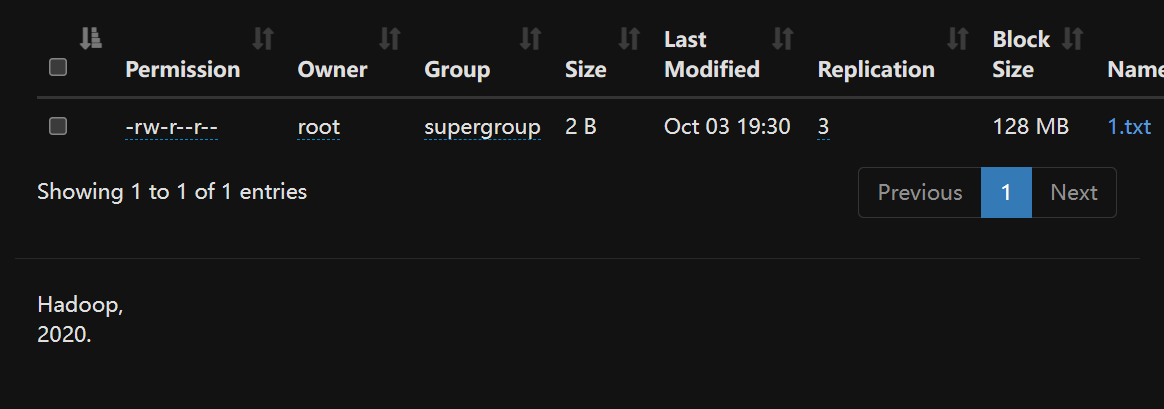 Permission Owner Group Size Last Modified Replication Block Size Name
-rw-r--r-- root supergroup 2 B Oct 03 19:30 3 128 MB 1.txt
Showing 1 to 1 of 1 entries
Previous 1 Next
Hadoop,
2020.